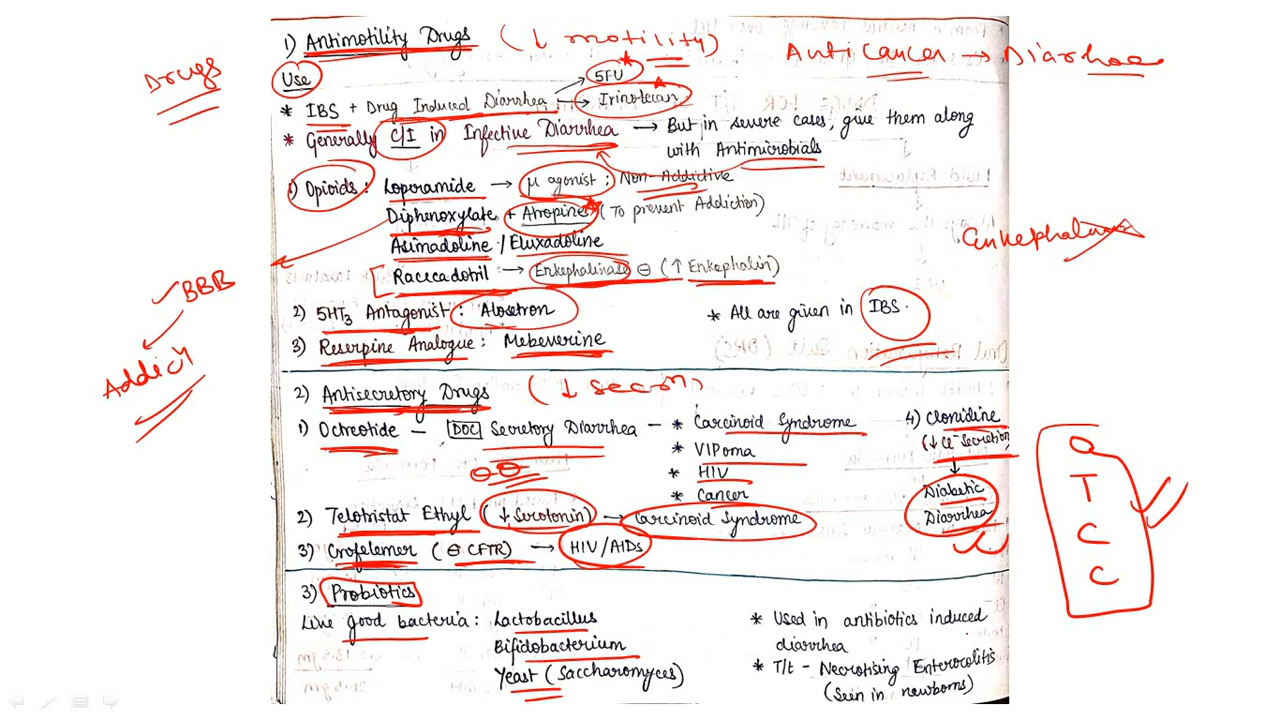 1) Antimotility Drugs (↓ motility)
Anticancer → Diarrhoea
Drugs
Use
* IBS + Drug Induced Diarrhea → 5FU
→ Irinotecan
* Generally C/I in Infective Diarrhea → But in severe cases, give them along
with Antimicrobials
1) Opioids: Loperamide → μ agonist: Non-Addictive
Diphenoxylate + Atropine (To prevent Addiction)
Asimadoline / Eluxadoline
Racecadotril → Enkephalinase ⊖ (↑ Enkephalin)
BBB
Addict
2) 5HT3 Antagonist: Alosetron
* All are given in IBS.
3) Reserpine Analogue: Mebeverine
2) Antisecretory Drugs (↓ secrn)
1) Octreotide - DOC Secretory Diarrhea - * Carcinoid Syndrome
* VIPoma
* HIV
* Cancer
4) Clonidine
(↓ Cl⁻ Secretion)
↓
Diabetic
Diarrhea
O
T
C
C
2) Telotristat Ethyl (↓ Serotonin) → Carcinoid Syndrome
3) Crofelemer (⊖ CFTR) → HIV/AIDs
3) Probiotics
Live good bacteria: Lactobacillus
Bifidobacterium
Yeast (Saccharomyces)
* Used in antibiotics induced
diarrhea
* T/t - Necrotising Enterocolitis
(Seen in newborns)